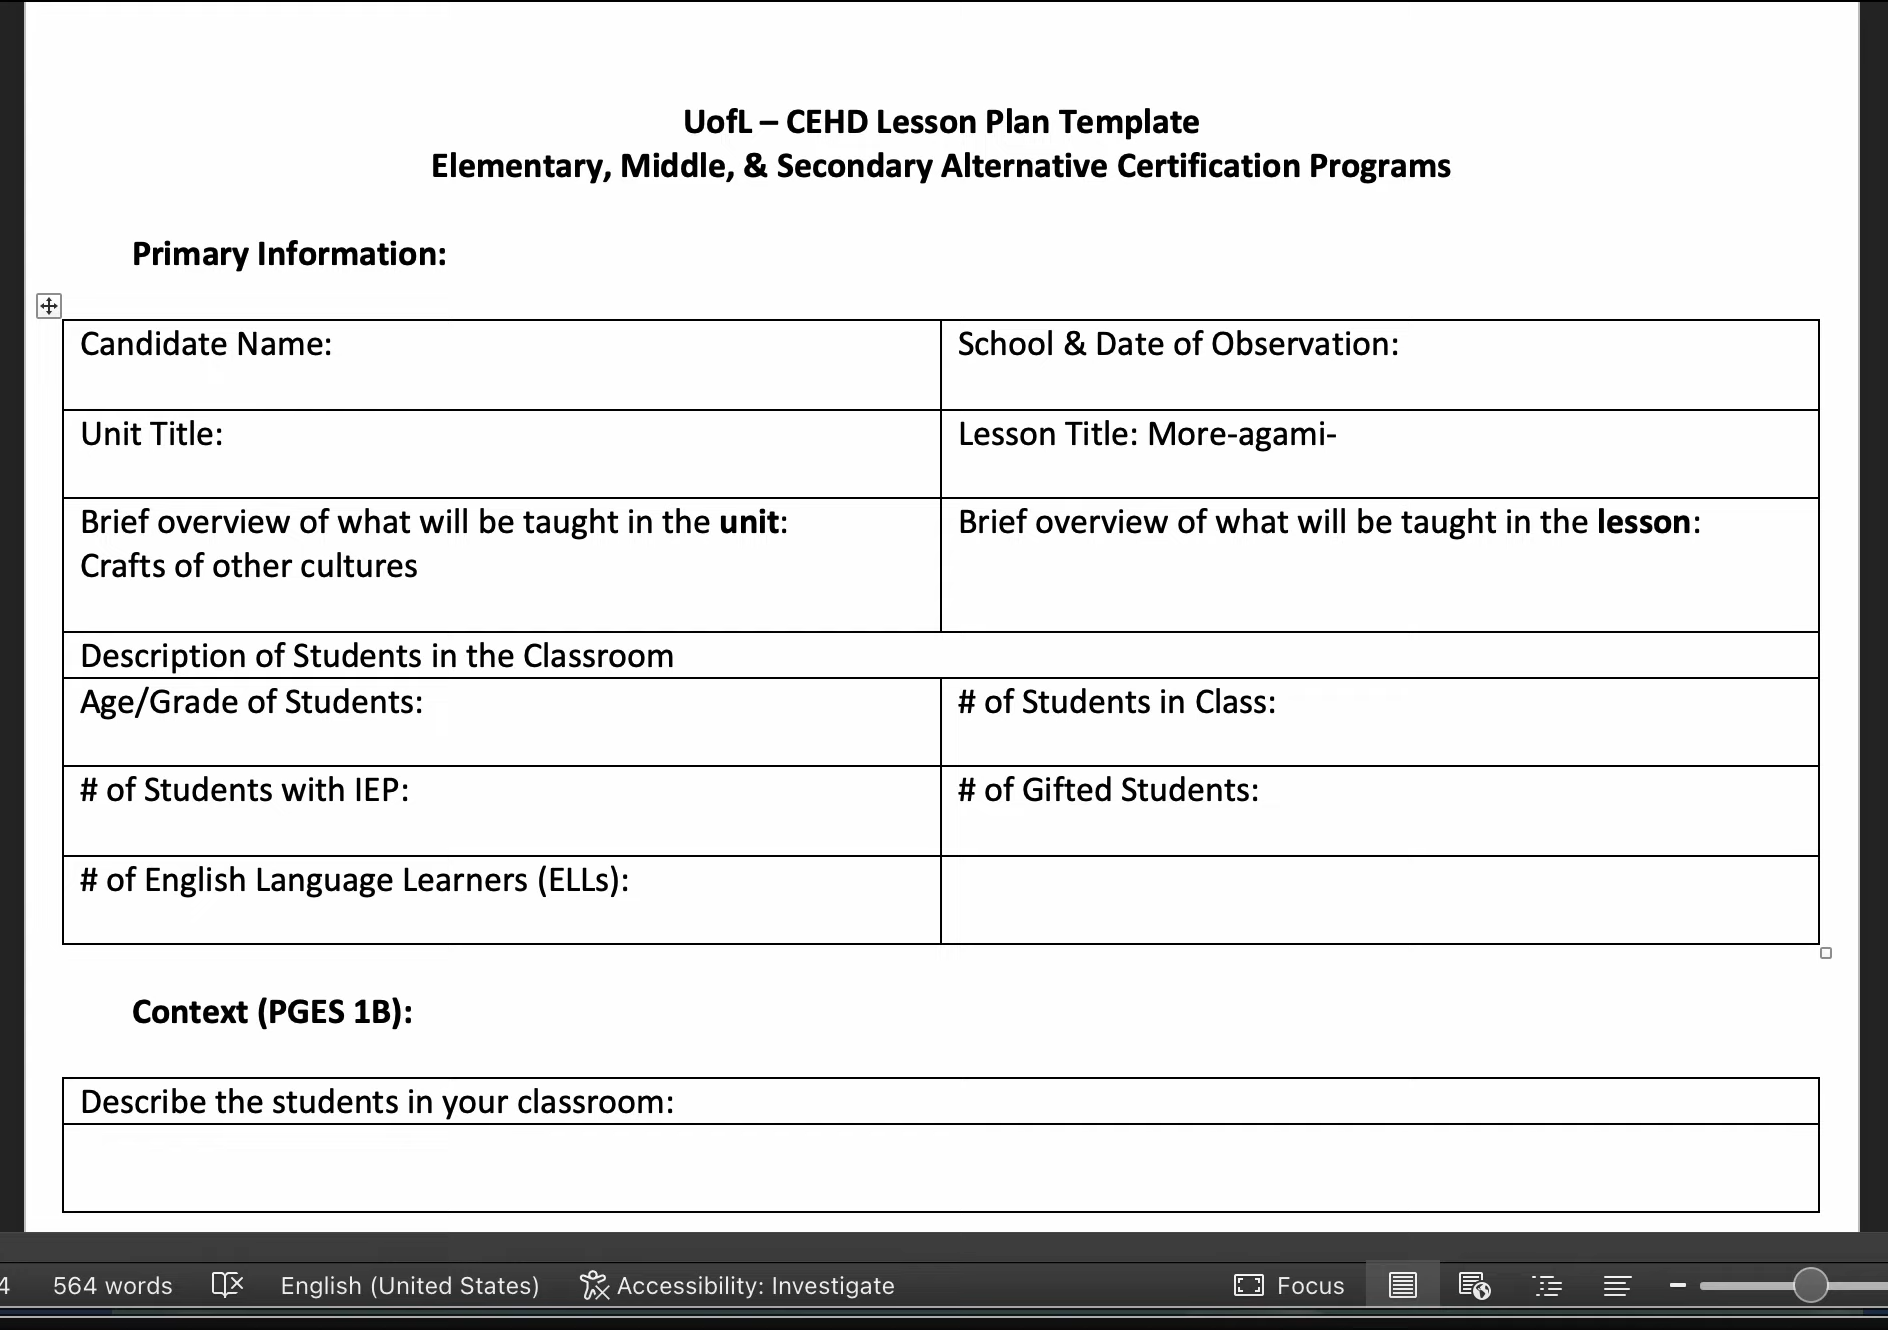 UofL – CEHD Lesson Plan Template
Elementary, Middle, & Secondary Alternative Certification Programs
Primary Information:
Candidate Name:
School & Date of Observation:
Unit Title:
Lesson Title: More-agami-
Brief overview of what will be taught in the unit:
Crafts of other cultures
Brief overview of what will be taught in the lesson:
Description of Students in the Classroom
Age/Grade of Students:
# of Students in Class:
# of Students with IEP:
# of Gifted Students:
# of English Language Learners (ELLs):
Context (PGES 1B):
Describe the students in your classroom:
4 564 words English (United States) Accessibility: Investigate Focus